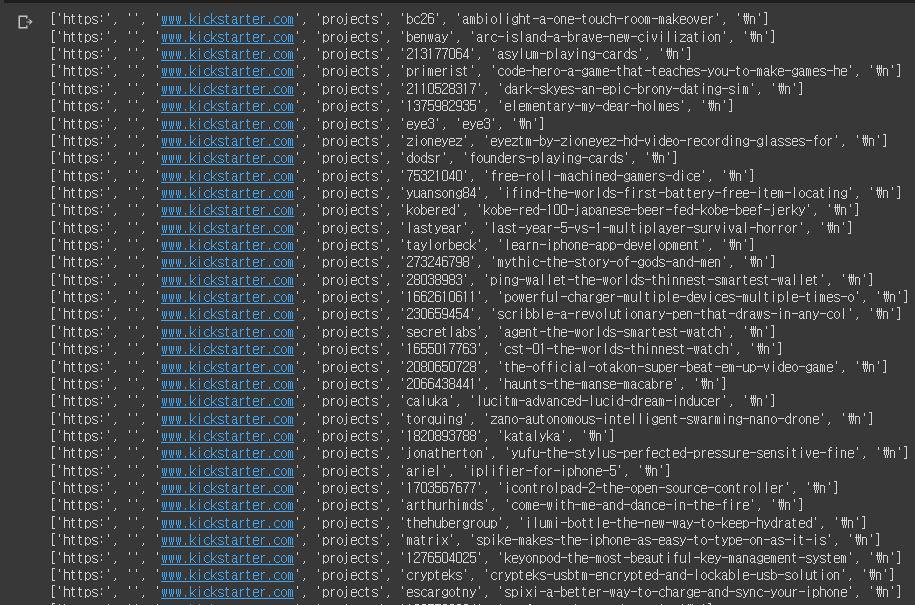 ['https:', '', 'www.kickstarter.com', 'projects', 'bc26', 'ambiolight-a-one-touch-room-makeover', '₩n']
['https:', '', 'www.kickstarter.com', 'projects', 'benway', 'arc-island-a-brave-new-civilization', '₩n']
['https:', '', 'www.kickstarter.com', 'projects', '213177064', 'asylum-playing-cards', '₩n']
['https:', '', 'www.kickstarter.com', 'projects', 'primerist', 'code-hero-a-game-that-teaches-you-to-make-games-he', '₩n']
['https:', '', 'www.kickstarter.com', 'projects', '2110528317', 'dark-skyes-an-epic-brony-dating-sim', '₩n']
['https:', '', 'www.kickstarter.com', 'projects', '1375982935', 'elementary-my-dear-holmes', '₩n']
['https:', '', 'www.kickstarter.com', 'projects', 'eye3', 'eye3', '₩n']
['https:', '', 'www.kickstarter.com', 'projects', 'zioneyez', 'eyeztm-by-zioneyez-hd-video-recording-glasses-for', '₩n']
['https:', '', 'www.kickstarter.com', 'projects', 'dodsr', 'founders-playing-cards', '₩n']
['https:', '', 'www.kickstarter.com', 'projects', '75321040', 'free-roll-machined-gamers-dice', '₩n']
['https:', '', 'www.kickstarter.com', 'projects', 'yuansong84', 'ifind-the-worlds-first-battery-free-item-locating', '₩n']
['https:', '', 'www.kickstarter.com', 'projects', 'kobered', 'kobe-red-100-japanese-beer-fed-kobe-beef-jerky', '₩n']
['https:', '', 'www.kickstarter.com', 'projects', 'lastyear', 'last-year-5-vs-1-multiplayer-survival-horror', '₩n']
['https:', '', 'www.kickstarter.com', 'projects', 'taylorbeck', 'learn-iphone-app-development', '₩n']
['https:', '', 'www.kickstarter.com', 'projects', '273246798', 'mythic-the-story-of-gods-and-men', '₩n']
['https:', '', 'www.kickstarter.com', 'projects', '28038983', 'ping-wallet-the-worlds-thinnest-smartest-wallet', '₩n']
['https:', '', 'www.kickstarter.com', 'projects', '1662610611', 'powerful-charger-multiple-devices-multiple-times-o', '₩n']
['https:', '', 'www.kickstarter.com', 'projects', '230659454', 'scribble-a-revolutionary-pen-that-draws-in-any-col', '₩n']
['https:', '', 'www.kickstarter.com', 'projects', 'secretlabs', 'agent-the-worlds-smartest-watch', '₩n']
['https:', '', 'www.kickstarter.com', 'projects', '1655017763', 'cst-01-the-worlds-thinnest-watch', '₩n']
['https:', '', 'www.kickstarter.com', 'projects', '2080650728', 'the-official-otakon-super-beat-em-up-video-game', '₩n']
['https:', '', 'www.kickstarter.com', 'projects', '2066438441', 'haunts-the-manse-macabre', '₩n']
['https:', '', 'www.kickstarter.com', 'projects', 'caluka', 'lucitm-advanced-lucid-dream-inducer', '₩n']
['https:', '', 'www.kickstarter.com', 'projects', 'torquing', 'zano-autonomous-intelligent-swarming-nano-drone', '₩n']
['https:', '', 'www.kickstarter.com', 'projects', '1820893788', 'katalyka', '₩n']
['https:', '', 'www.kickstarter.com', 'projects', 'jonatherton', 'yufu-the-stylus-perfected-pressure-sensitive-fine', '₩n']
['https:', '', 'www.kickstarter.com', 'projects', 'ariel', 'iplifier-for-iphone-5', '₩n']
['https:', '', 'www.kickstarter.com', 'projects', '1703567677', 'icontrolpad-2-the-open-source-controller', '₩n']
['https:', '', 'www.kickstarter.com', 'projects', 'arthurhimds', 'come-with-me-and-dance-in-the-fire', '₩n']
['https:', '', 'www.kickstarter.com', 'projects', 'thehubergroup', 'ilumi-bottle-the-new-way-to-keep-hydrated', '₩n']
['https:', '', 'www.kickstarter.com', 'projects', 'matrix', 'spike-makes-the-iphone-as-easy-to-type-on-as-it-is', '₩n']
['https:', '', 'www.kickstarter.com', 'projects', '1276504025', 'keyonpod-the-most-beautiful-key-management-system', '₩n']
['https:', '', 'www.kickstarter.com', 'projects', 'crypteks', 'crypteks-usbtm-encrypted-and-lockable-usb-solution', '₩n']
['https:', '', 'www.kickstarter.com', 'projects', 'escargotny', 'spixi-a-better-way-to-charge-and-sync-your-iphone', '₩n']